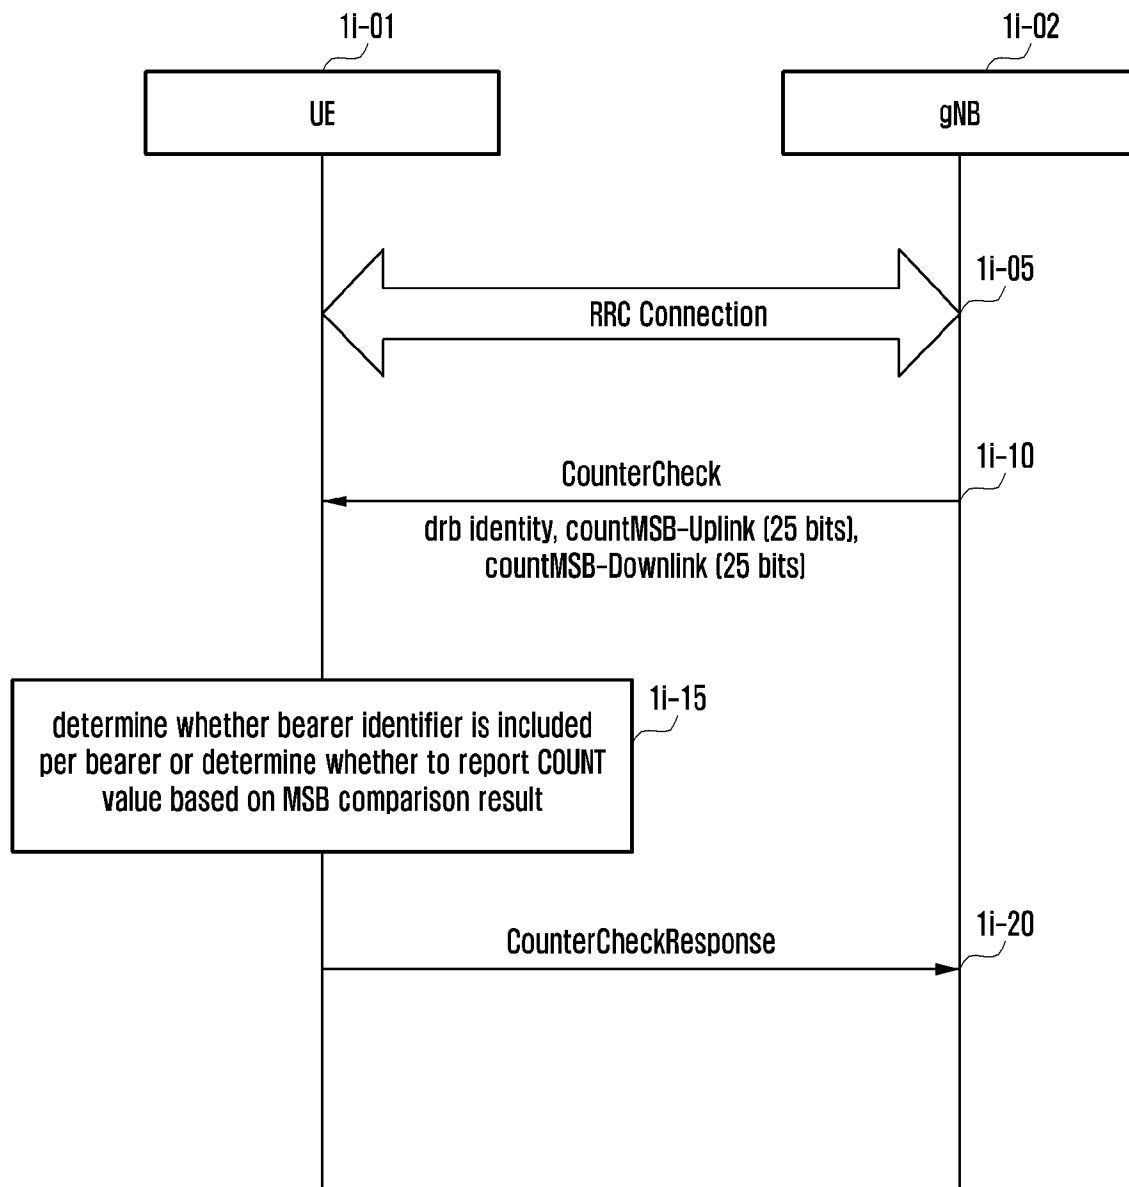 1i-01
1i-02
UE
gNB
1i-05
RRC Connection
1i-10
CounterCheck
drb identity, countMSB-Uplink (25 bits),
countMSB-Downlink (25 bits)
1i-15
determine whether bearer identifier is included
per bearer or determine whether to report COUNT
value based on MSB comparison result
1i-20
CounterCheckResponse